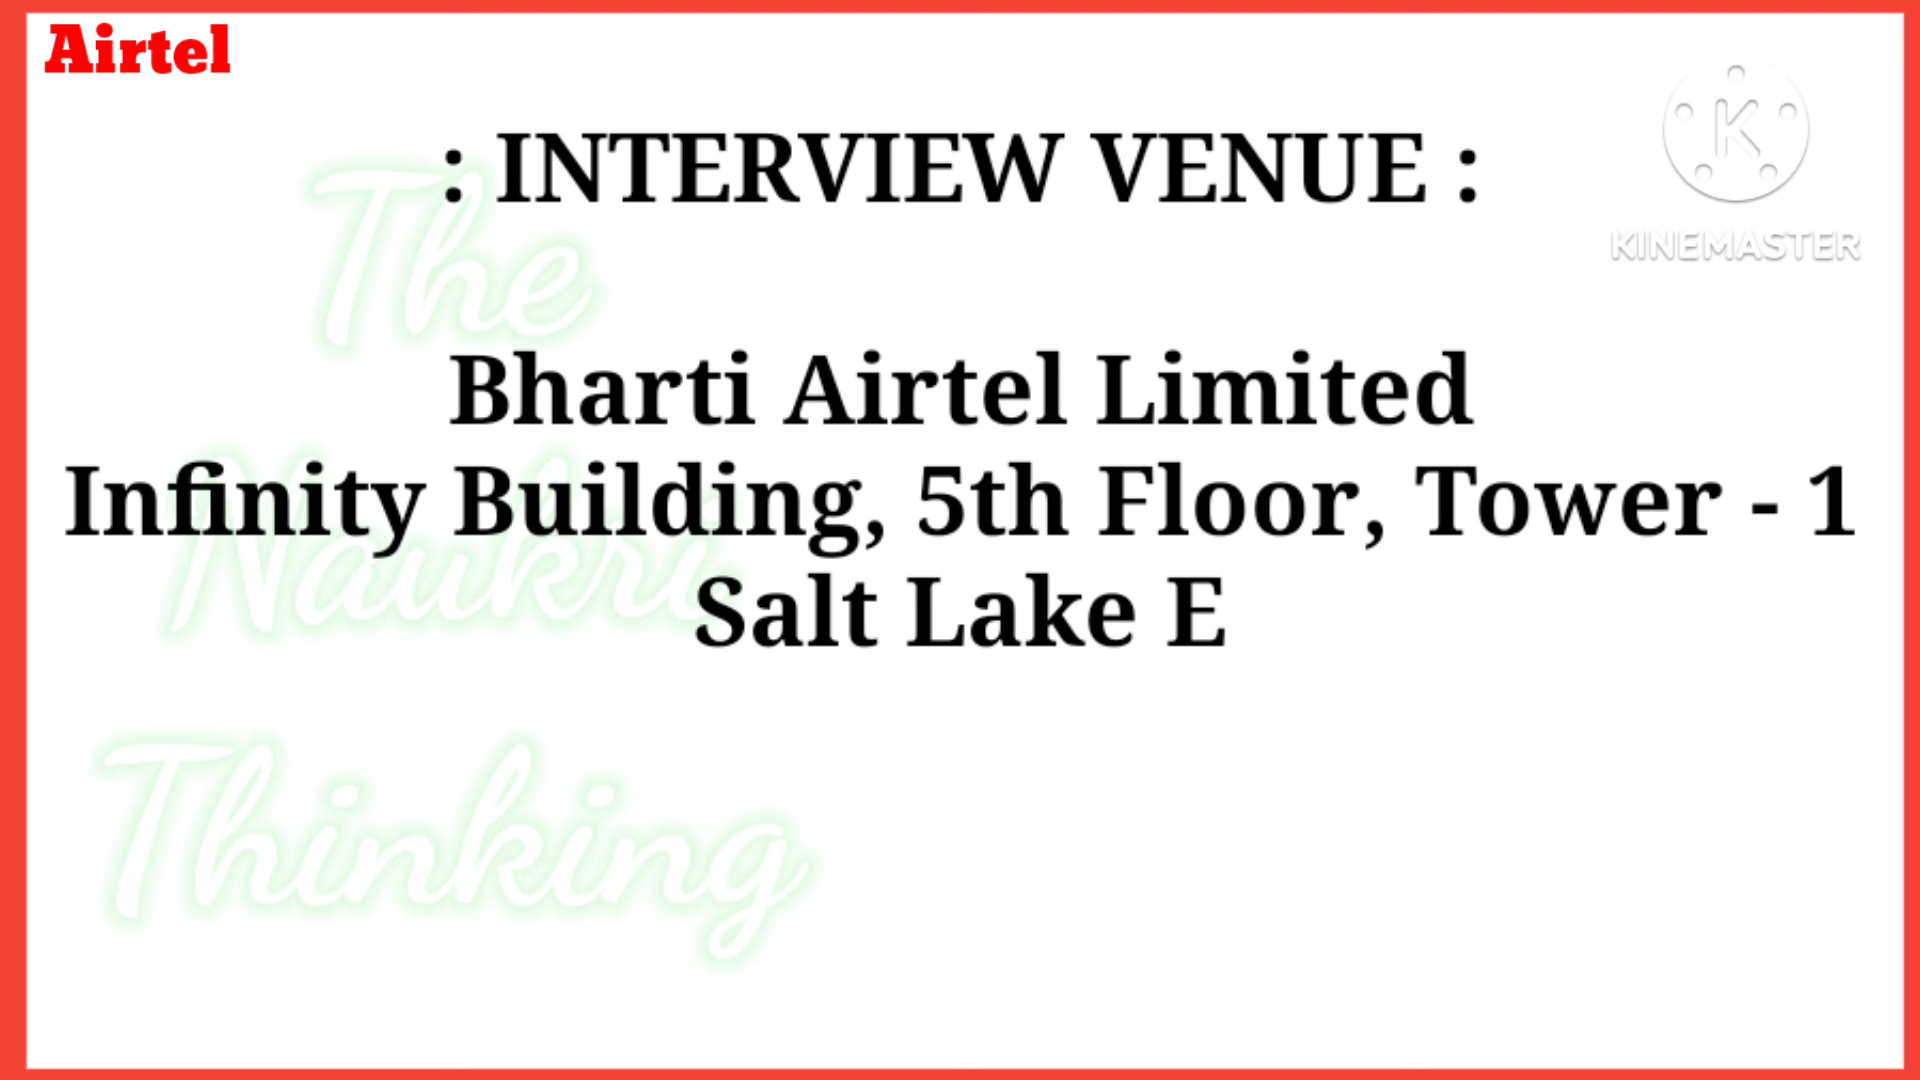 Airtel
: INTERVIEW VENUE :
KINEMASTER
The
Bharti Airtel Limited
Infinity Building, 5th Floor, Tower - 1
Naukri
Salt Lake E
Thinking